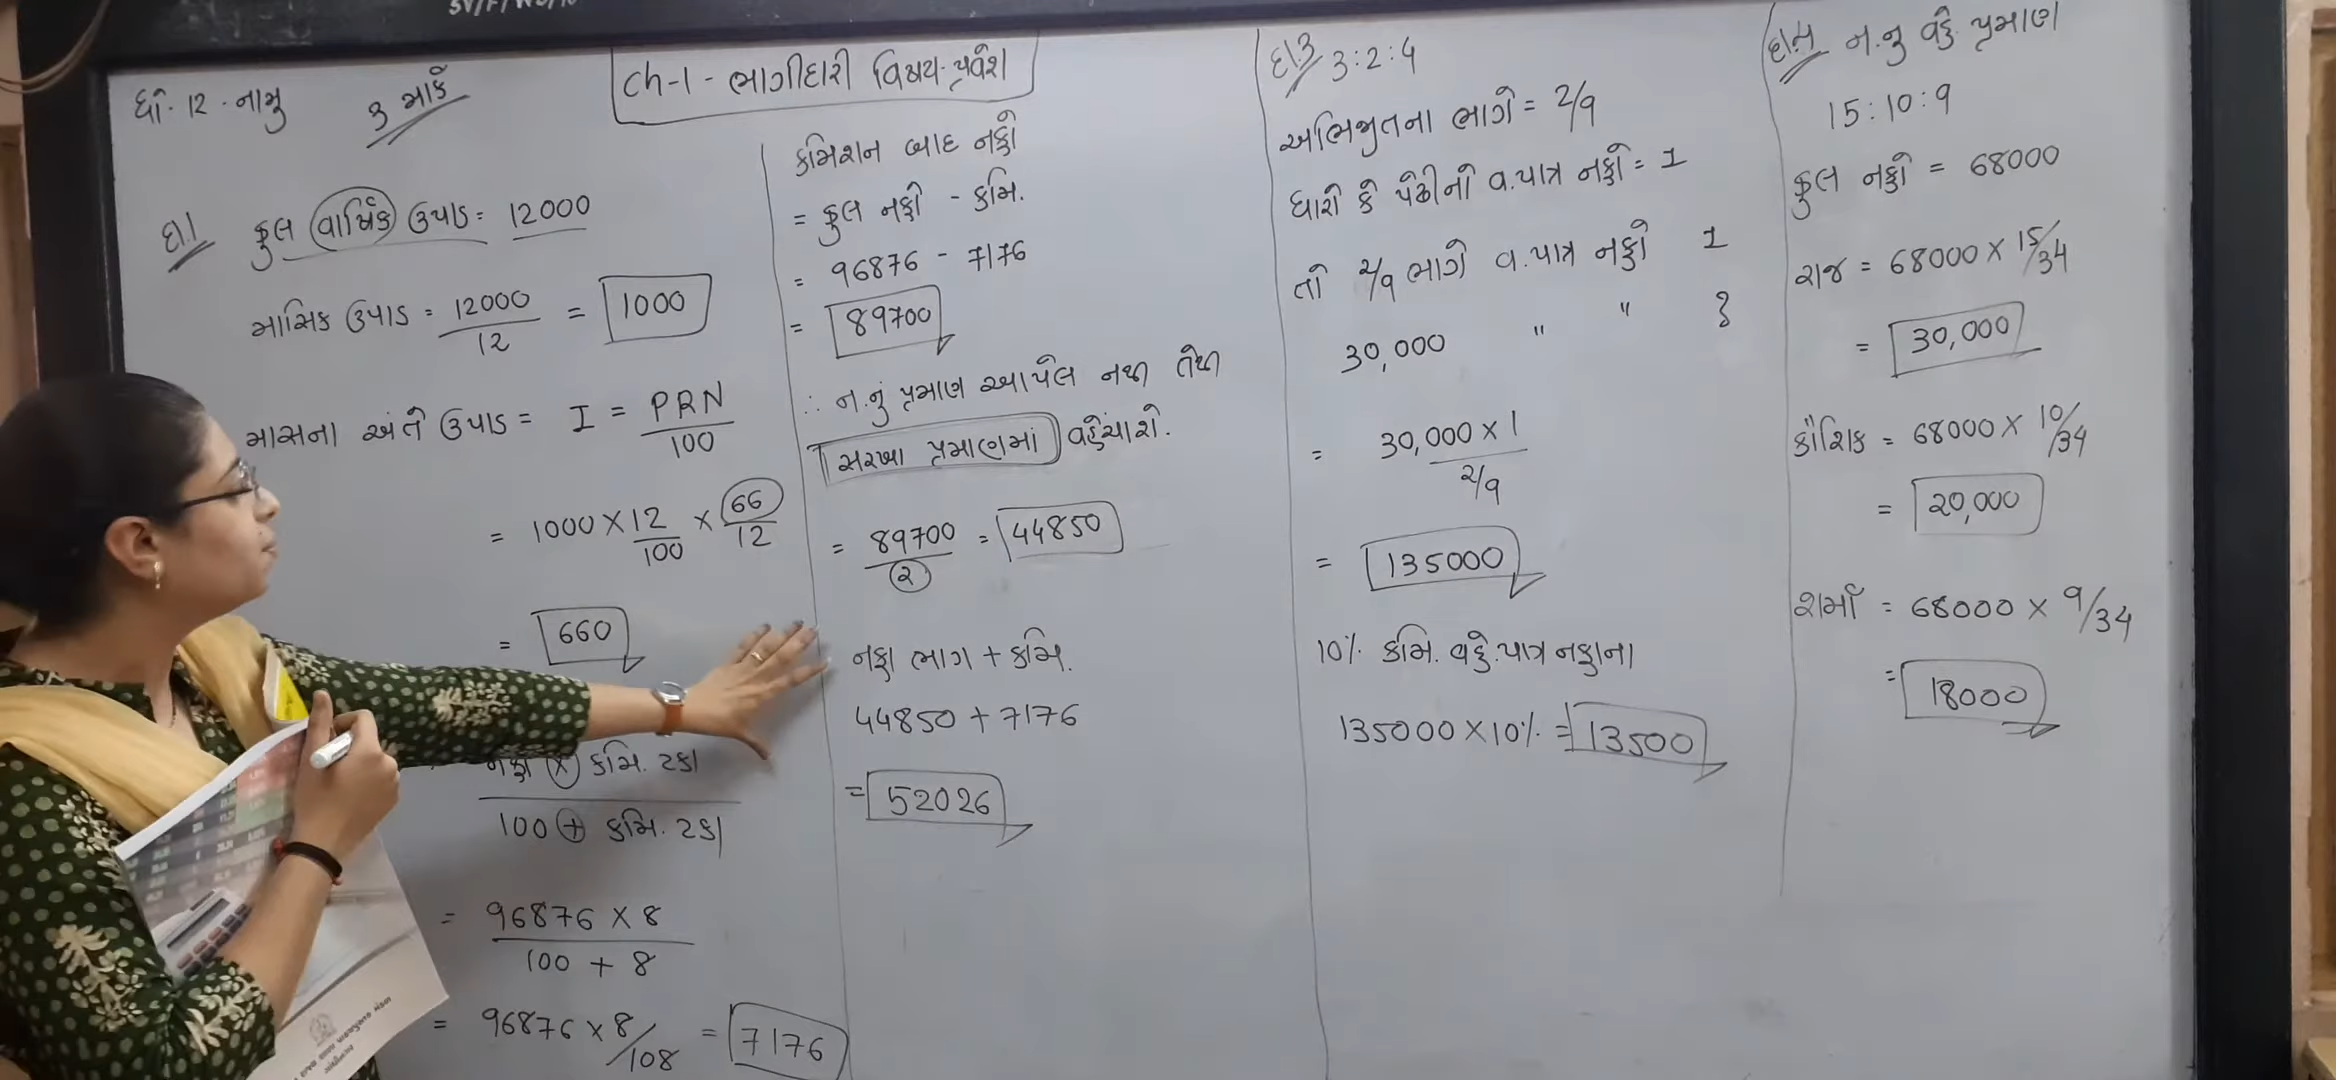 ધો. 12 - નામુ
3 માર્ક
ch-1 - ભાગીદારી વિષય-પ્રવેશ
દા.1
કુલ વાર્ષિક ઉપાડ = 12000
માસિક ઉપાડ = 12000 / 12 = 1000
માસના અંતે ઉપાડ = I = PRN / 100
= 1000 × 12/100 × 66/12
= 660
નફો × કમિ. ટકા
100 + કમિ. ટકા
= 96876 × 8
100 + 8
= 96876 × 8/108 = 7176
કમિશન બાદ નફો
= કુલ નફો - કમિ.
= 96876 - 7176
= 89700
∴ ન.નું પ્રમાણ આપેલ નથી તેથી
સરખા પ્રમાણમાં વહેંચાશે.
= 89700 / 2 = 44850
નફા ભાગ + કમિ.
44850 + 7176
= 52026
દા.3 3:2:4
અભિજીતના ભાગે = 2/9
ધારો કે પેઢીનો વ.પાત્ર નફો = 1
તો 2/9 ભાગે વ.પાત્ર નફો 1
30,000 " " ?
= 30,000 × 1
2/9
= 135000
10% કમિ. વહે.પાત્ર નફાના
135000 × 10% = 13500
ન.નુ વહે. પ્રમાણ
15:10:9
કુલ નફો = 68000
રાજ = 68000 × 15/34
= 30,000
કૌશિક = 68000 × 10/34
= 20,000
શર્મા = 68000 × 9/34
= 18000